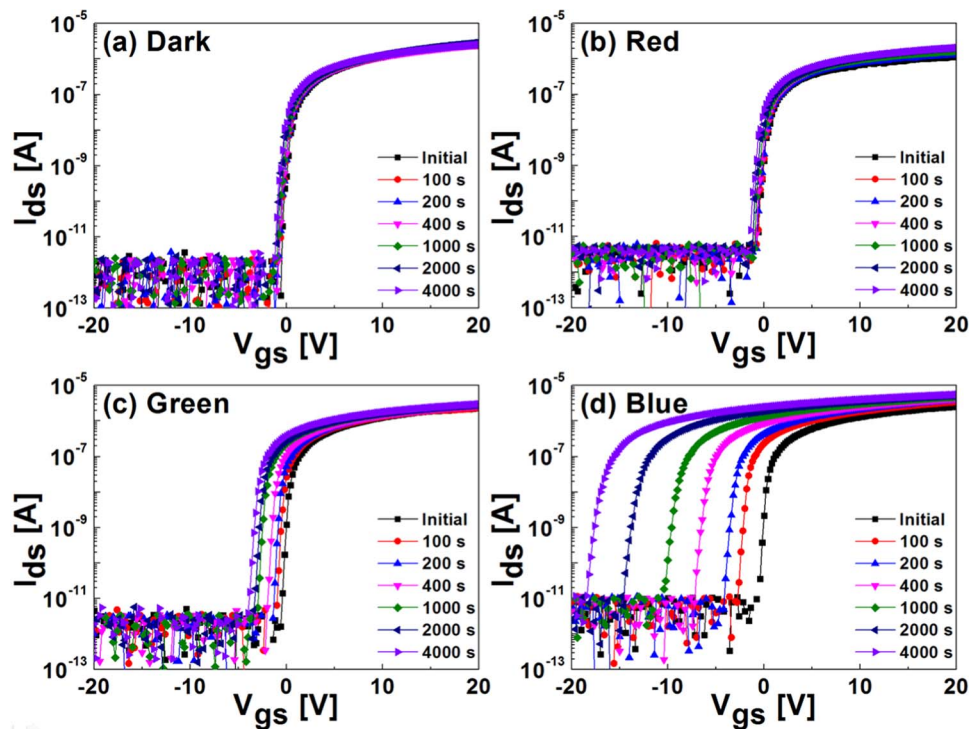 (a) Dark
10-5
10-7
10-9
10-11
10-13
Ids [A]
Initial
100 s
200 s
400 s
1000 s
2000 s
4000 s
-20
-10
0
10
20
Vgs [V]
(b) Red
10-5
10-7
10-9
10-11
10-13
Ids [A]
Initial
100 s
200 s
400 s
1000 s
2000 s
4000 s
-20
-10
0
10
20
Vgs [V]
(c) Green
10-5
10-7
10-9
10-11
10-13
Ids [A]
Initial
100 s
200 s
400 s
1000 s
2000 s
4000 s
-20
-10
0
10
20
Vgs [V]
(d) Blue
10-5
10-7
10-9
10-11
10-13
Ids [A]
Initial
100 s
200 s
400 s
1000 s
2000 s
4000 s
-20
-10
0
10
20
Vgs [V]